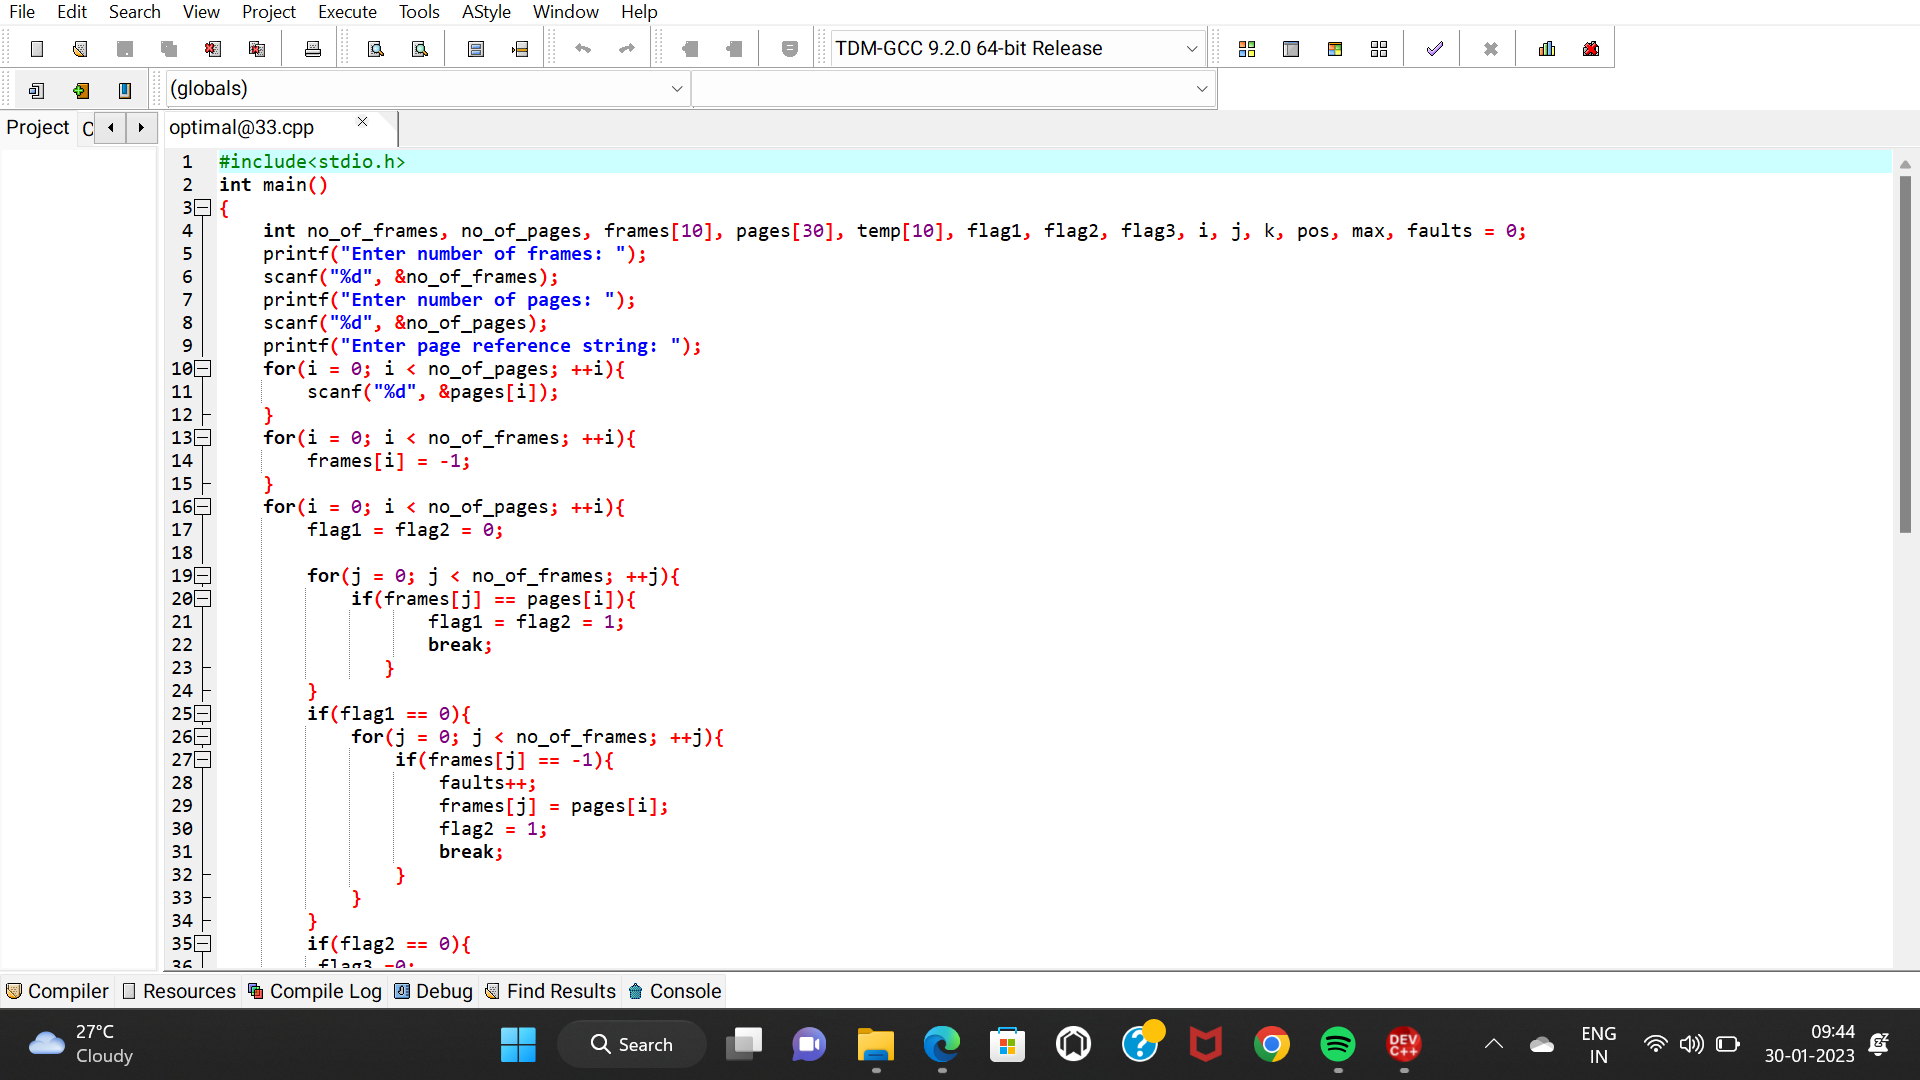 File Edit Search View Project Execute Tools AStyle Window Help
TDM-GCC 9.2.0 64-bit Release
(globals)
Project C optimal@33.cpp
1 #include<stdio.h>
2 int main()
3 {
4 int no_of_frames, no_of_pages, frames[10], pages[30], temp[10], flag1, flag2, flag3, i, j, k, pos, max, faults = 0;
5 printf("Enter number of frames: ");
6 scanf("%d", &no_of_frames);
7 printf("Enter number of pages: ");
8 scanf("%d", &no_of_pages);
9 printf("Enter page reference string: ");
10 for(i = 0; i < no_of_pages; ++i){
11 scanf("%d", &pages[i]);
12 }
13 for(i = 0; i < no_of_frames; ++i){
14 frames[i] = -1;
15 }
16 for(i = 0; i < no_of_pages; ++i){
17 flag1 = flag2 = 0;
18
19 for(j = 0; j < no_of_frames; ++j){
20 if(frames[j] == pages[i]){
21 flag1 = flag2 = 1;
22 break;
23 }
24 }
25 if(flag1 == 0){
26 for(j = 0; j < no_of_frames; ++j){
27 if(frames[j] == -1){
28 faults++;
29 frames[j] = pages[i];
30 flag2 = 1;
31 break;
32 }
33 }
34 }
35 if(flag2 == 0){
36 flag3 =0;
Compiler Resources Compile Log Debug Find Results Console
27°C
Cloudy
Search
DEV
C++
ENG
IN
09:44
30-01-2023